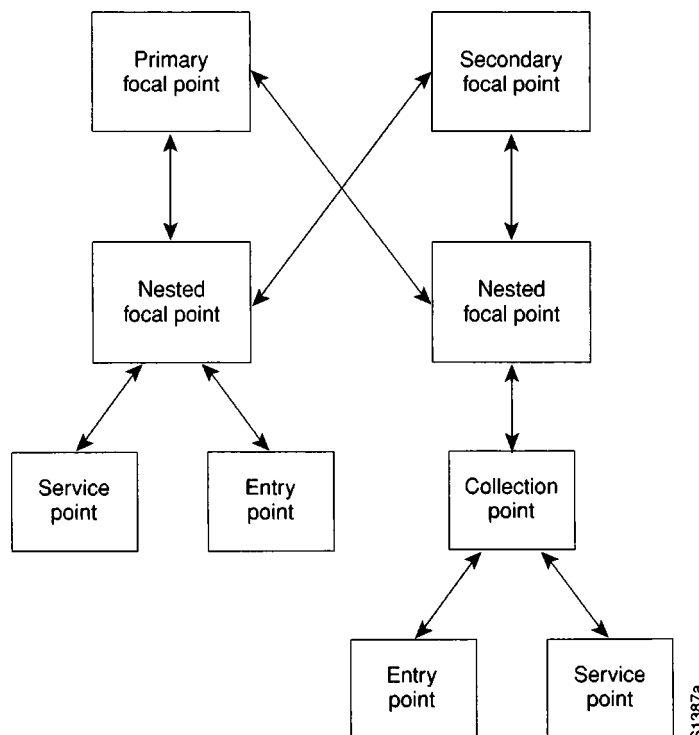 Primary
focal point
Secondary
focal point
Nested
focal point
Nested
focal point
Service
point
Entry
point
Collection
point
Entry
point
Service
point